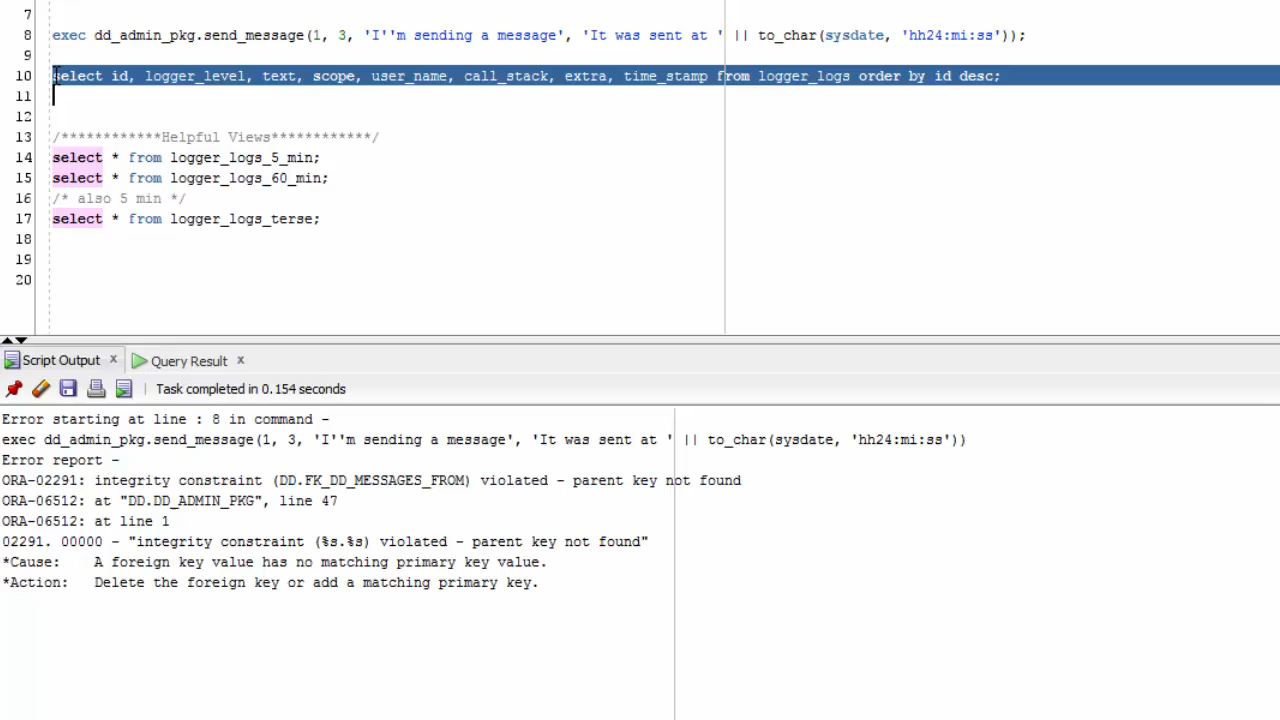 7
8 exec dd_admin_pkg.send_message(1, 3, 'I''m sending a message', 'It was sent at ' || to_char(sysdate, 'hh24:mi:ss'));
9
10 select id, logger_level, text, scope, user_name, call_stack, extra, time_stamp from logger_logs order by id desc;
11
12
13 /************Helpful Views************/
14 select * from logger_logs_5_min;
15 select * from logger_logs_60_min;
16 /* also 5 min */
17 select * from logger_logs_terse;
18
19
20
Script Output x Query Result x
Task completed in 0.154 seconds
Error starting at line : 8 in command -
exec dd_admin_pkg.send_message(1, 3, 'I''m sending a message', 'It was sent at ' || to_char(sysdate, 'hh24:mi:ss'))
Error report -
ORA-02291: integrity constraint (DD.FK_DD_MESSAGES_FROM) violated - parent key not found
ORA-06512: at "DD.DD_ADMIN_PKG", line 47
ORA-06512: at line 1
02291. 00000 - "integrity constraint (%s.%s) violated - parent key not found"
*Cause: A foreign key value has no matching primary key value.
*Action: Delete the foreign key or add a matching primary key.